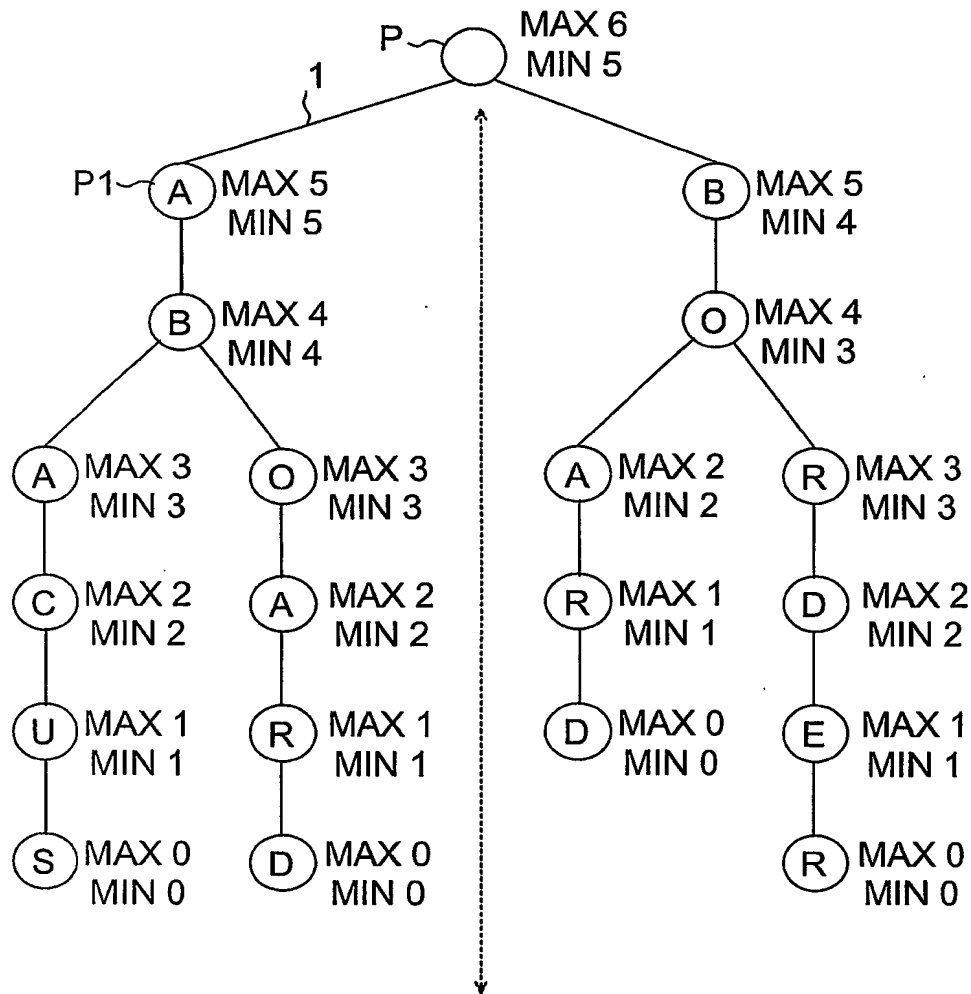 P MAX 6
MIN 5
1
P1 A MAX 5 B MAX 5
MIN 5 MIN 4
B MAX 4 O MAX 4
MIN 4 MIN 3
A MAX 3 O MAX 3 A MAX 2 R MAX 3
MIN 3 MIN 3 MIN 2 MIN 3
C MAX 2 A MAX 2 R MAX 1 D MAX 2
MIN 2 MIN 2 MIN 1 MIN 2
U MAX 1 R MAX 1 D MAX 0 E MAX 1
MIN 1 MIN 1 MIN 0 MIN 1
S MAX 0 D MAX 0 R MAX 0
MIN 0 MIN 0 MIN 0